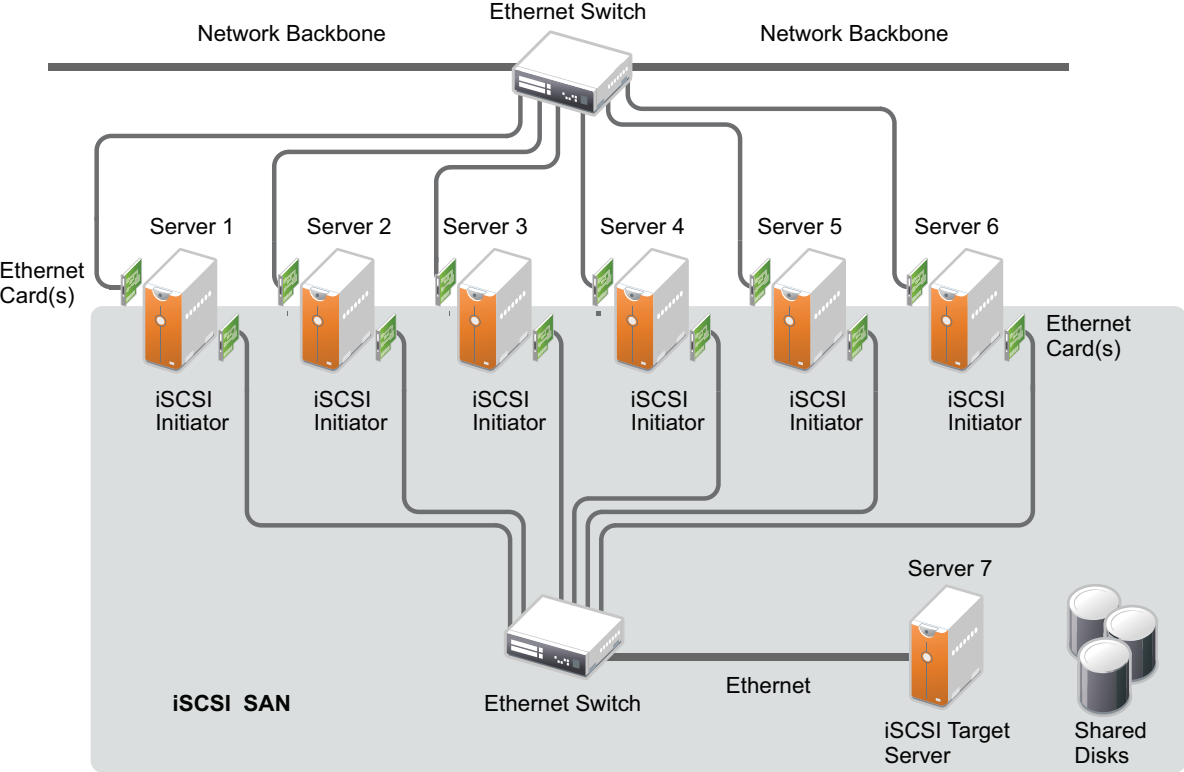 Ethernet Switch
Network Backbone
Network Backbone
Server 1
Server 2
Server 3
Server 4
Server 5
Server 6
Ethernet
Card(s)
Ethernet
Card(s)
iSCSI
Initiator
iSCSI
Initiator
iSCSI
Initiator
iSCSI
Initiator
iSCSI
Initiator
iSCSI
Initiator
Server 7
Ethernet
iSCSI SAN
Ethernet Switch
iSCSI Target
Server
Shared
Disks